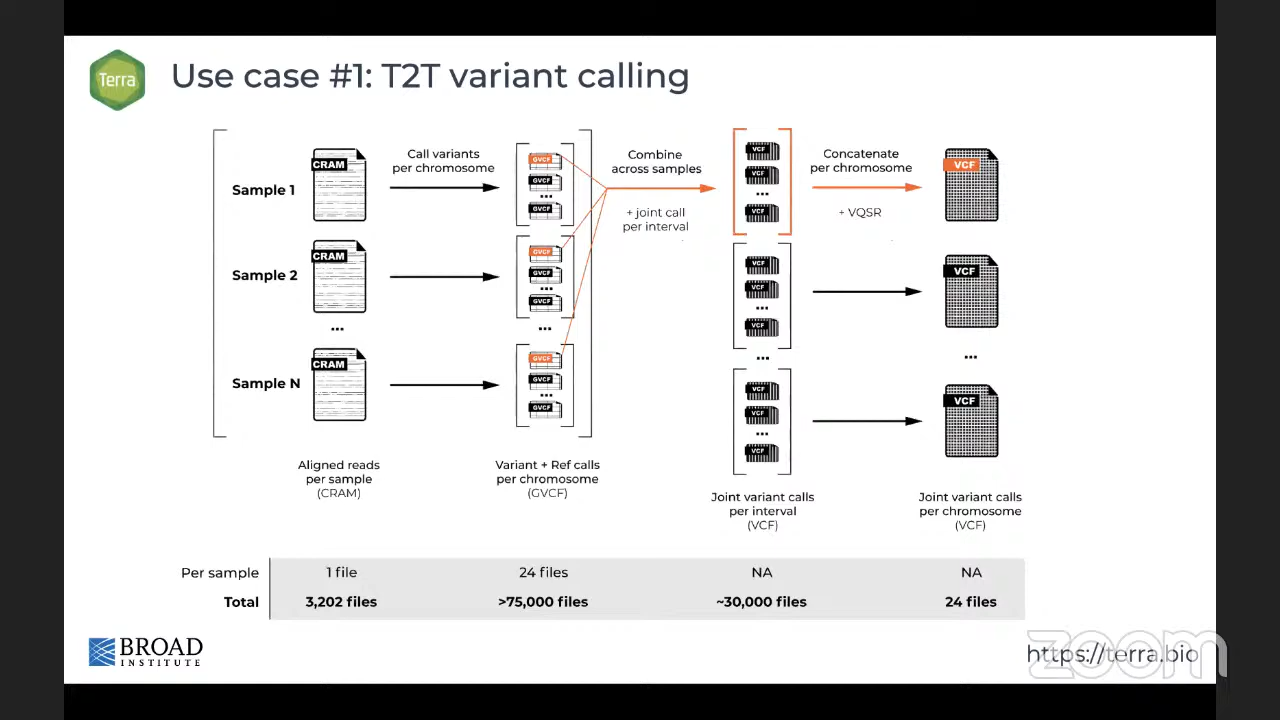 Terra
Use case #1: T2T variant calling
Sample 1
CRAM
Call variants
per chromosome
GVCF
GVCF
...
GVCF
Combine
across samples
+ joint call
per interval
VCF
VCF
...
VCF
Concatenate
per chromosome
+ VQSR
VCF
Sample 2
CRAM
GVCF
GVCF
...
GVCF
VCF
VCF
...
VCF
VCF
...
...
...
...
Sample N
CRAM
GVCF
GVCF
...
GVCF
VCF
VCF
...
VCF
VCF
Aligned reads
per sample
(CRAM)
Variant + Ref calls
per chromosome
(GVCF)
Joint variant calls
per interval
(VCF)
Joint variant calls
per chromosome
(VCF)
Per sample 1 file 24 files NA NA
Total 3,202 files >75,000 files ~30,000 files 24 files
BROAD
INSTITUTE
https://terra.bio
zoom